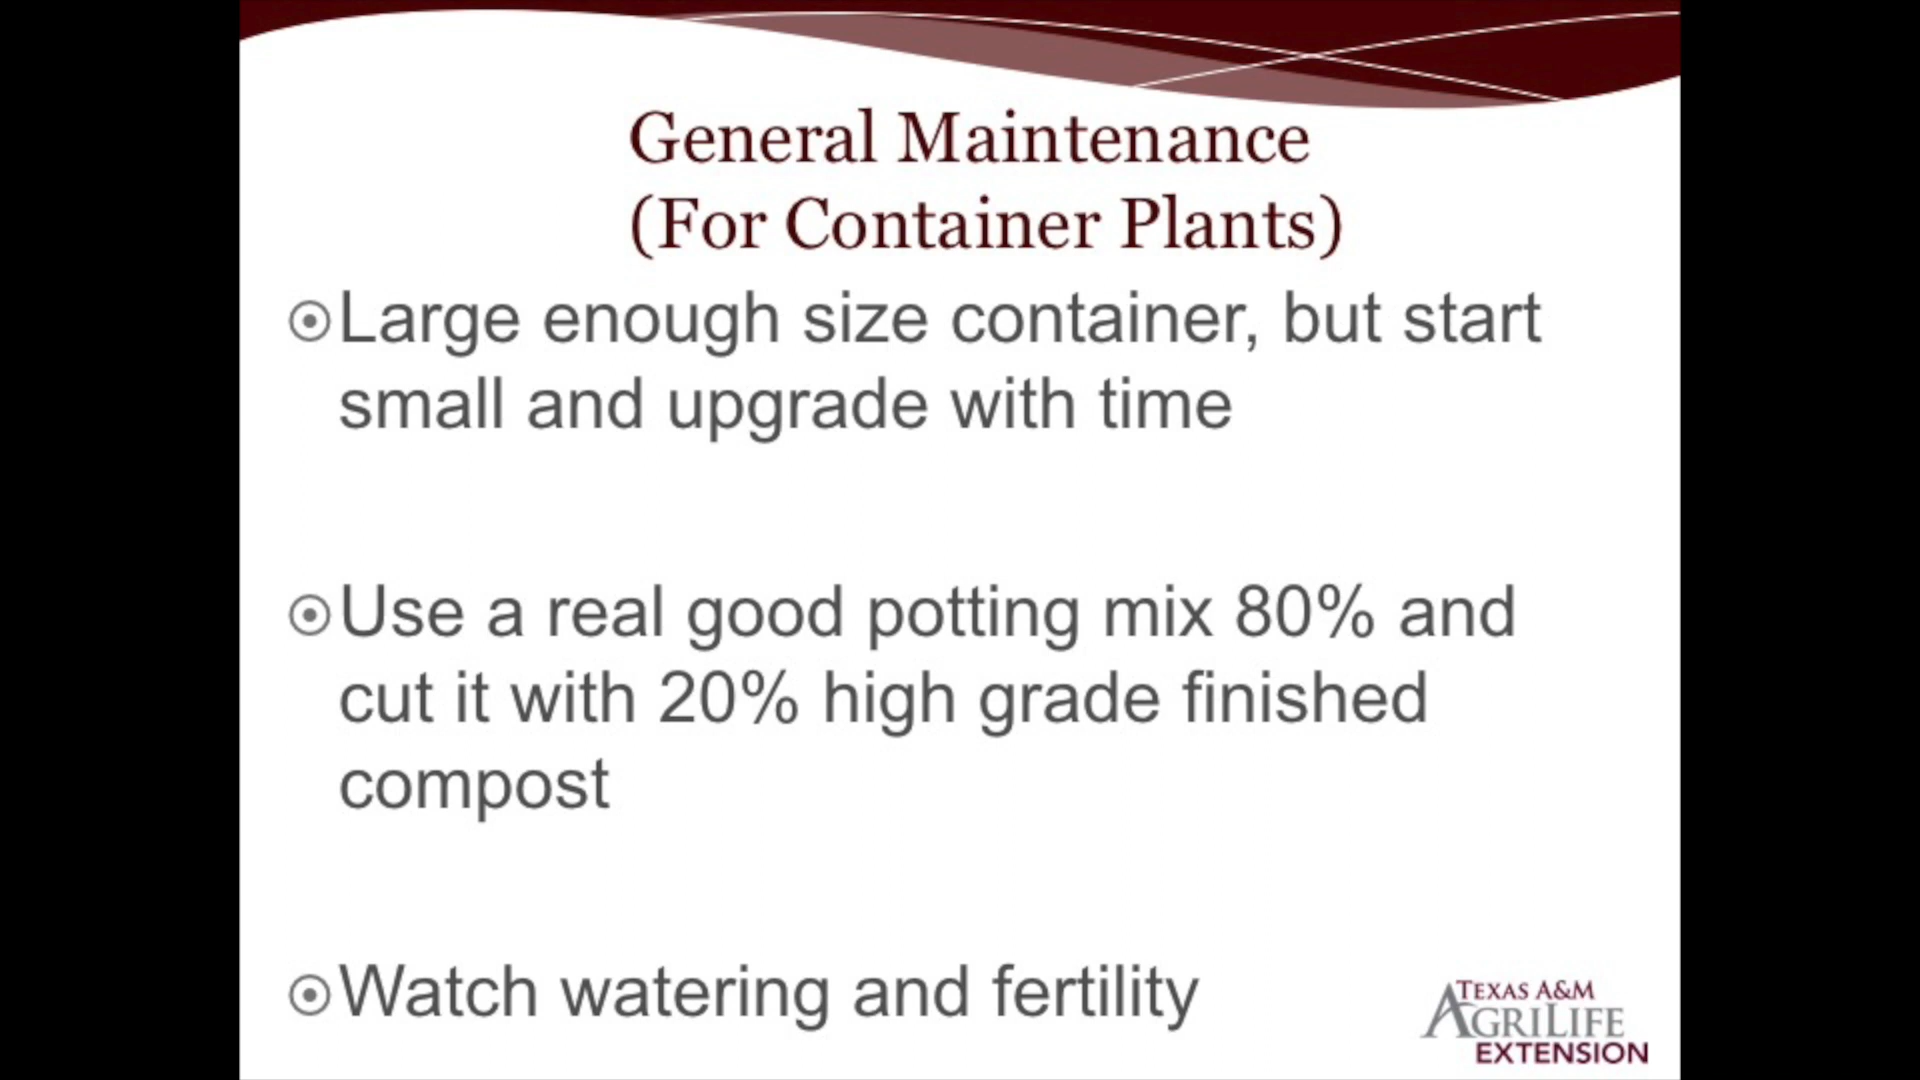 General Maintenance
(For Container Plants)
Large enough size container, but start
small and upgrade with time
Use a real good potting mix 80% and
cut it with 20% high grade finished
compost
Watch watering and fertility
TEXAS A&M
AGRILIFE
EXTENSION